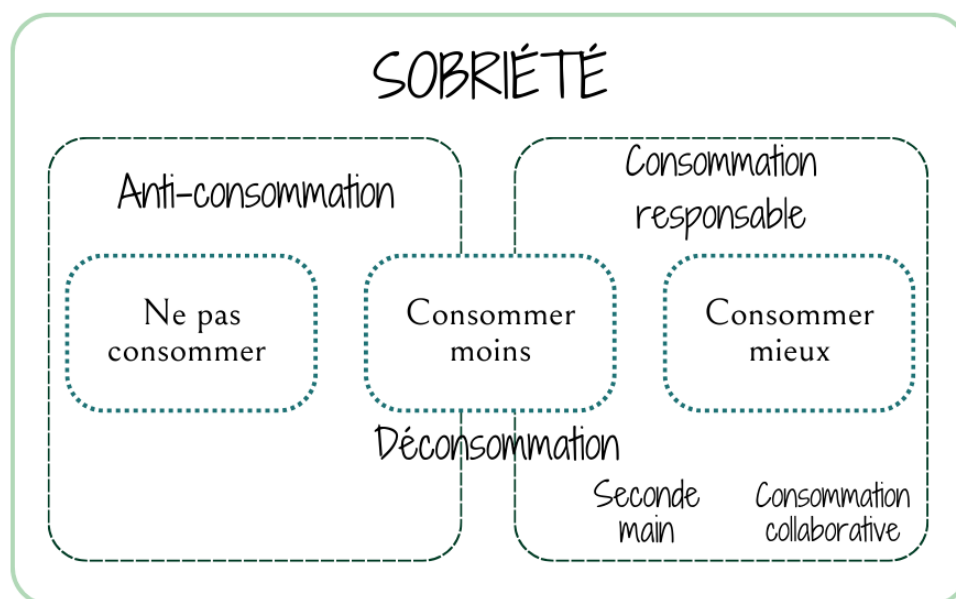 SOBRIÉTÉ
Anti-consommation
Consommation
responsable
Ne pas
consommer
Consommer
moins
Consommer
mieux
Déconsommation
Seconde
main
Consommation
collaborative